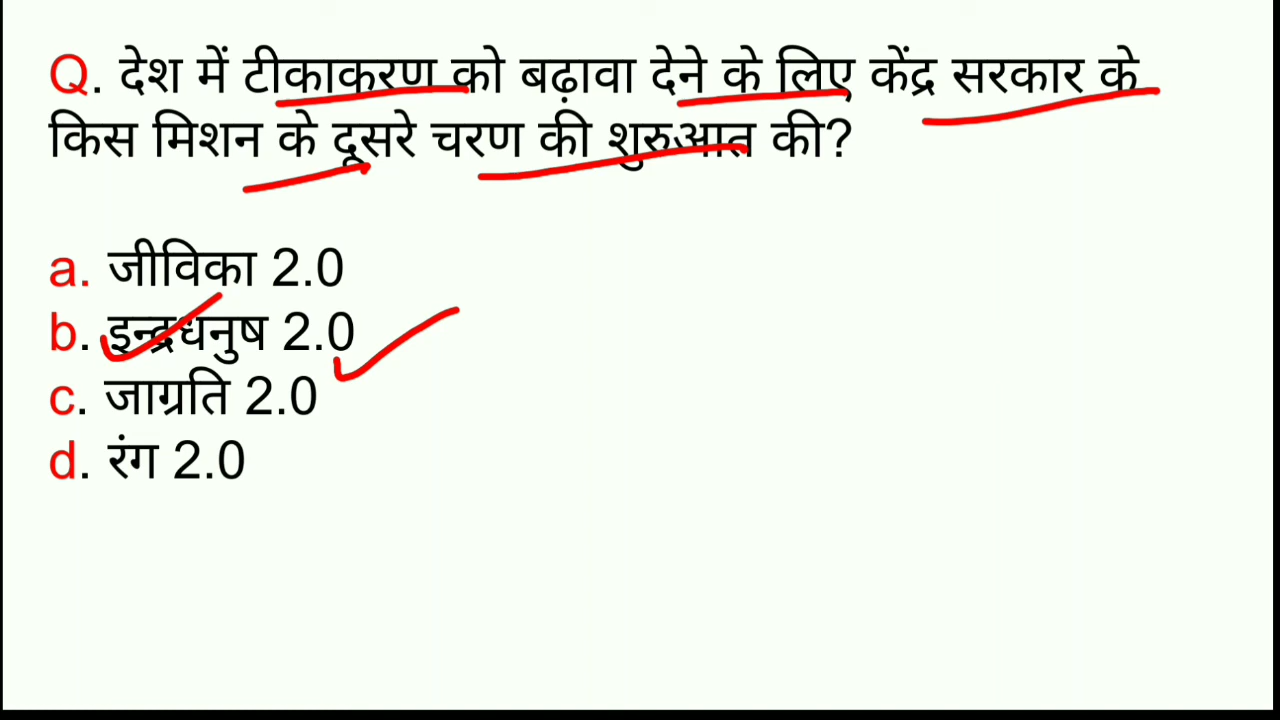 Q. देश में टीकाकरण को बढ़ावा देने के लिए केंद्र सरकार के
किस मिशन के दूसरे चरण की शुरुआत की?
a. जीविका 2.0
b. इन्द्रधनुष 2.0
c. जाग्रति 2.0
d. रंग 2.0